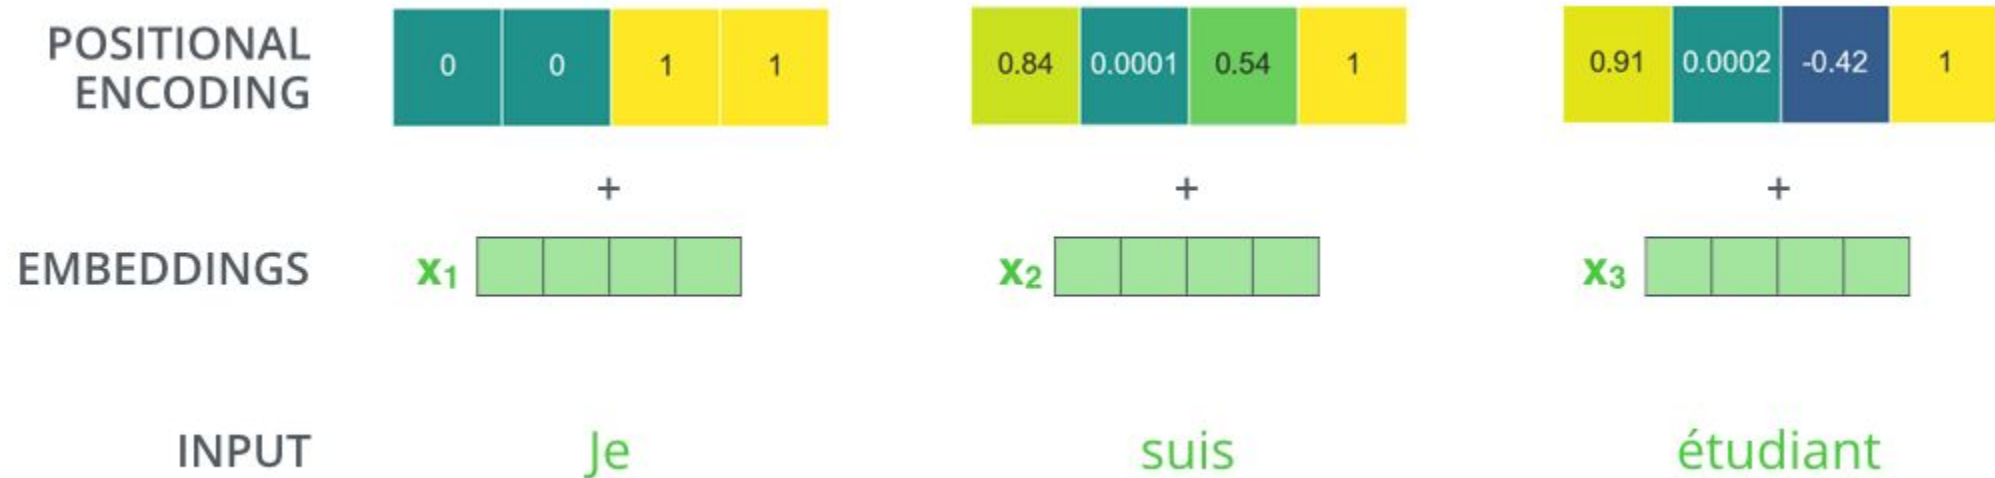 POSITIONAL
ENCODING
0 0 1 1
0.84 0.0001 0.54 1
0.91 0.0002 -0.42 1
+ + +
EMBEDDINGS x1 x2 x3
INPUT Je suis étudiant